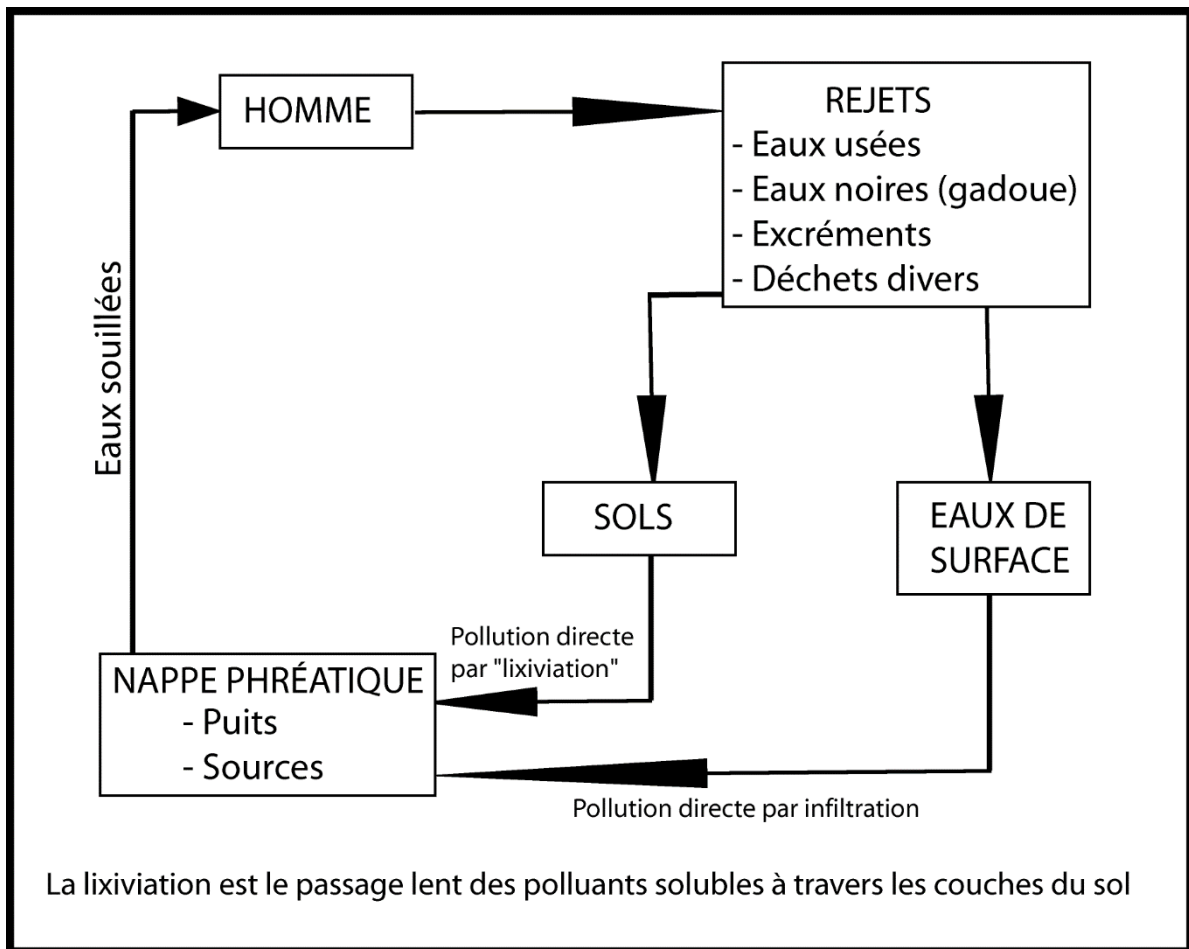 HOMME
REJETS
- Eaux usées
- Eaux noires (gadoue)
- Excréments
- Déchets divers
Eaux souillées
SOLS
EAUX DE
SURFACE
Pollution directe
par "lixiviation"
NAPPE PHRÉATIQUE
- Puits
- Sources
Pollution directe par infiltration
La lixiviation est le passage lent des polluants solubles à travers les couches du sol